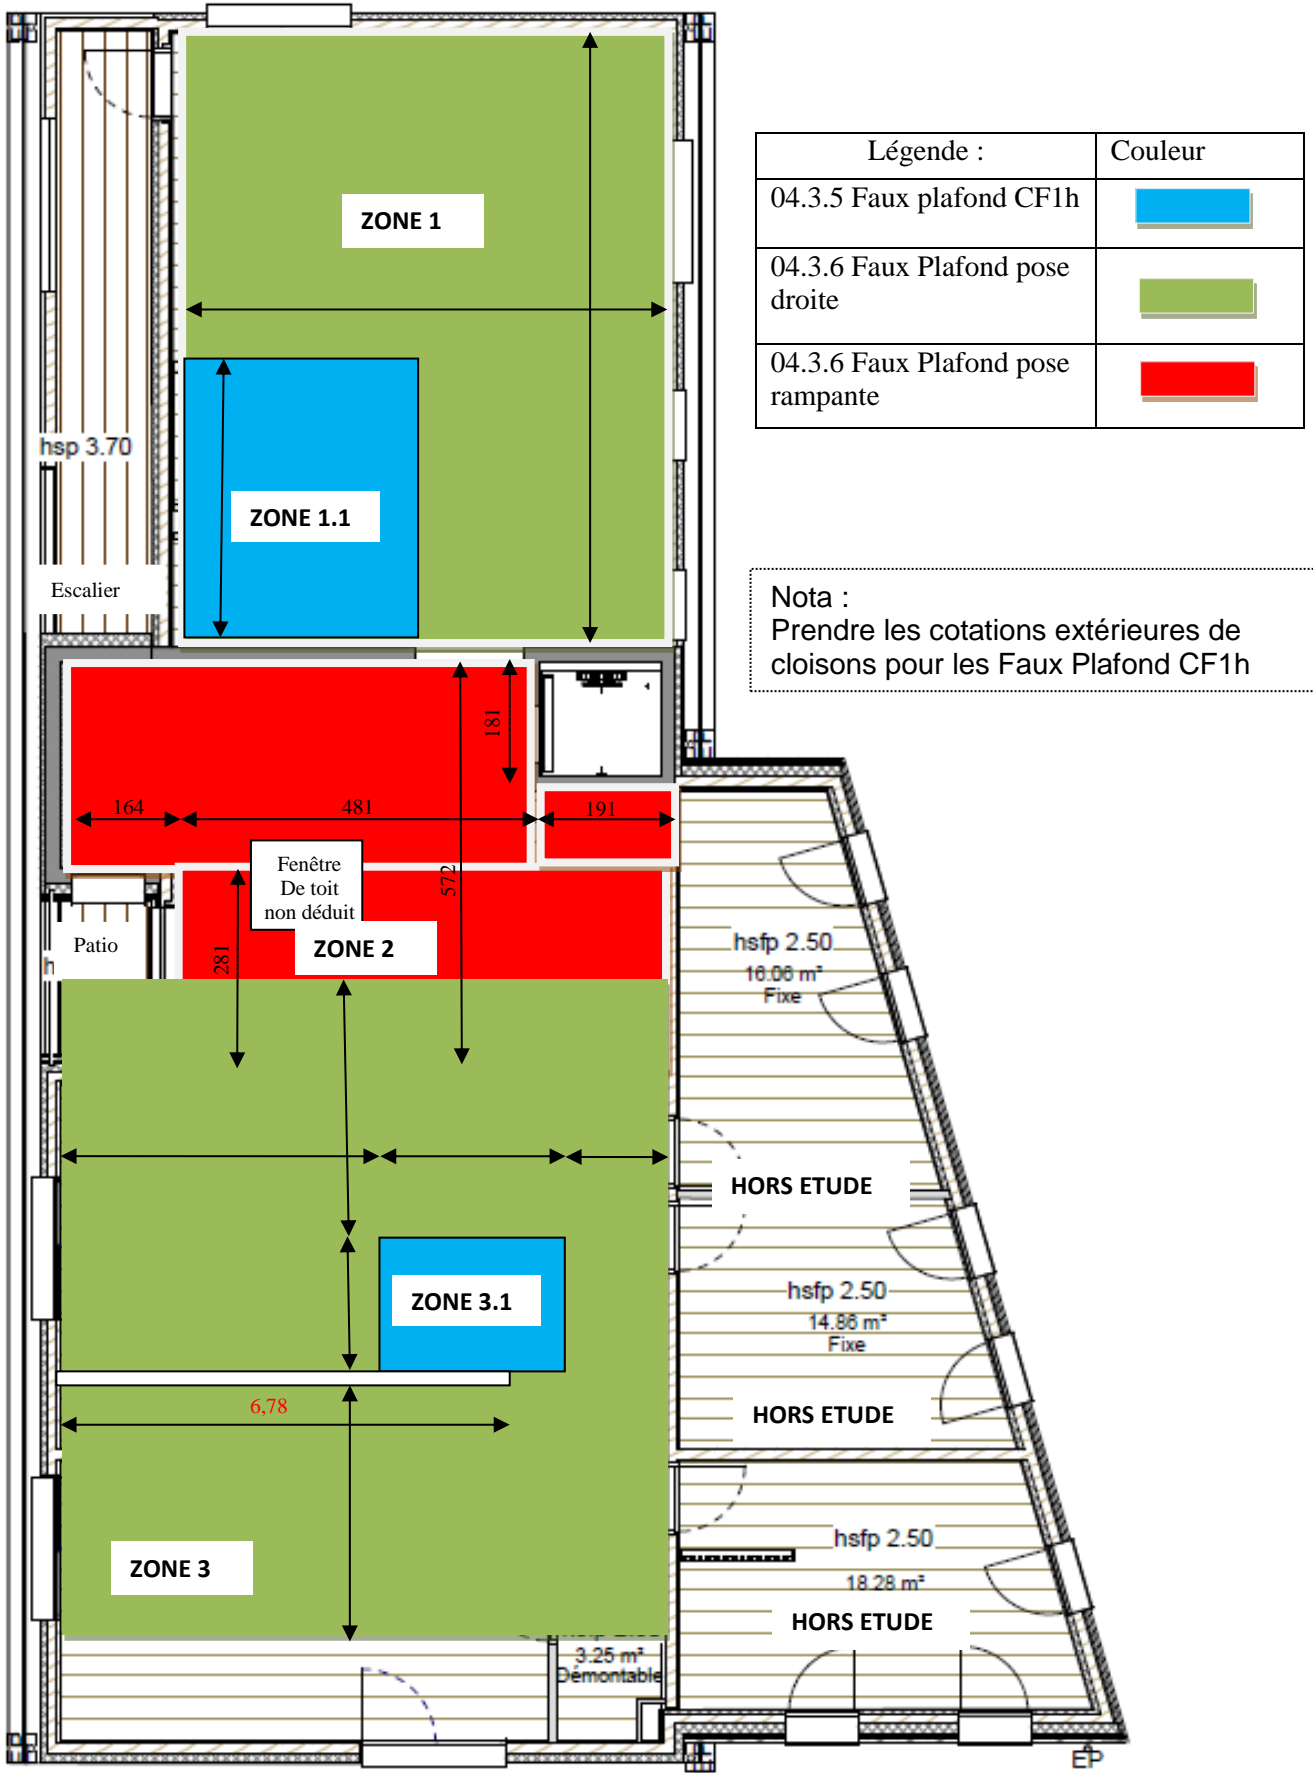 Légende :
Couleur
04.3.5 Faux plafond CF1h
04.3.6 Faux Plafond pose
droite
04.3.6 Faux Plafond pose
rampante
ZONE 1
hsp 3.70
ZONE 1.1
Escalier
Nota :
Prendre les cotations extérieures de
cloisons pour les Faux Plafond CF1h
181
164
481
191
572
Fenêtre
De toit
non déduit
Patio
h
ZONE 2
281
hsfp 2.50
16.06 m²
Fixe
HORS ETUDE
ZONE 3.1
hsfp 2.50
14.86 m²
Fixe
6,78
HORS ETUDE
hsfp 2.50
18.28 m²
ZONE 3
HORS ETUDE
3.25 m²
Démontable
EP